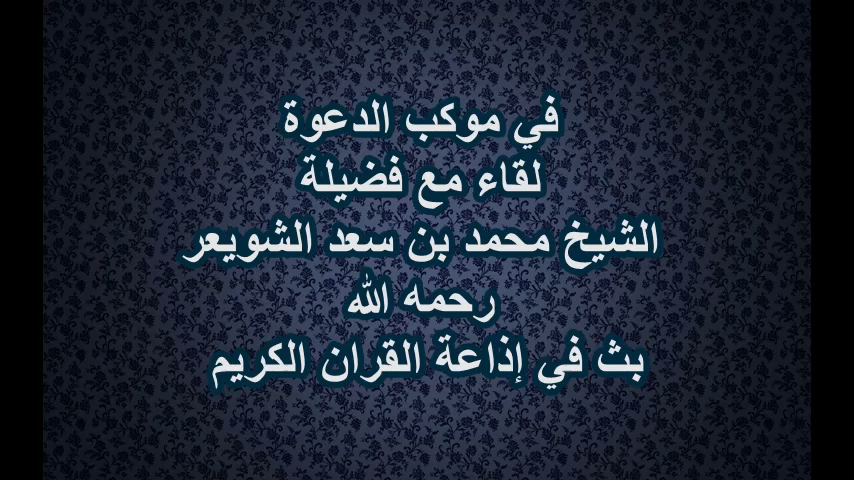 في موكب الدعوة
لقاء مع فضيلة
الشيخ محمد بن سعد الشويعر
رحمه الله
بث في إذاعة القران الكريم